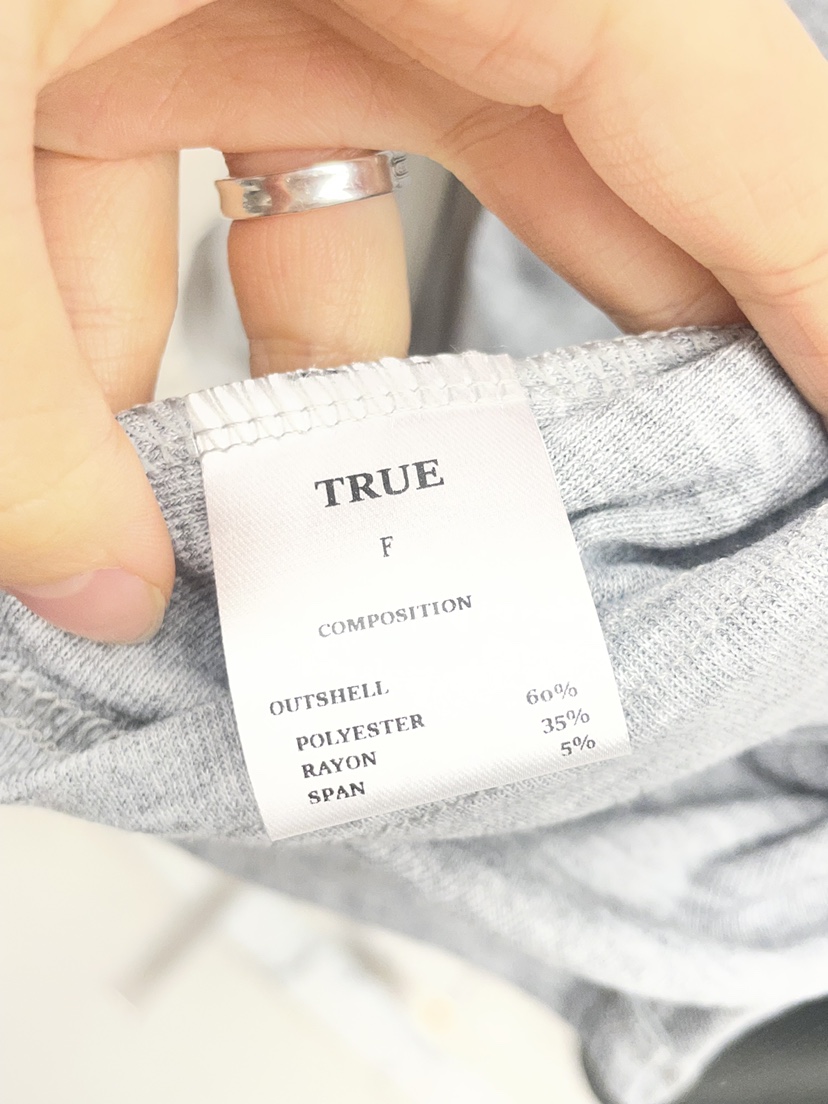 TRUE
F
COMPOSITION
OUTSHELL
POLYESTER 60%
RAYON 35%
SPAN 5%